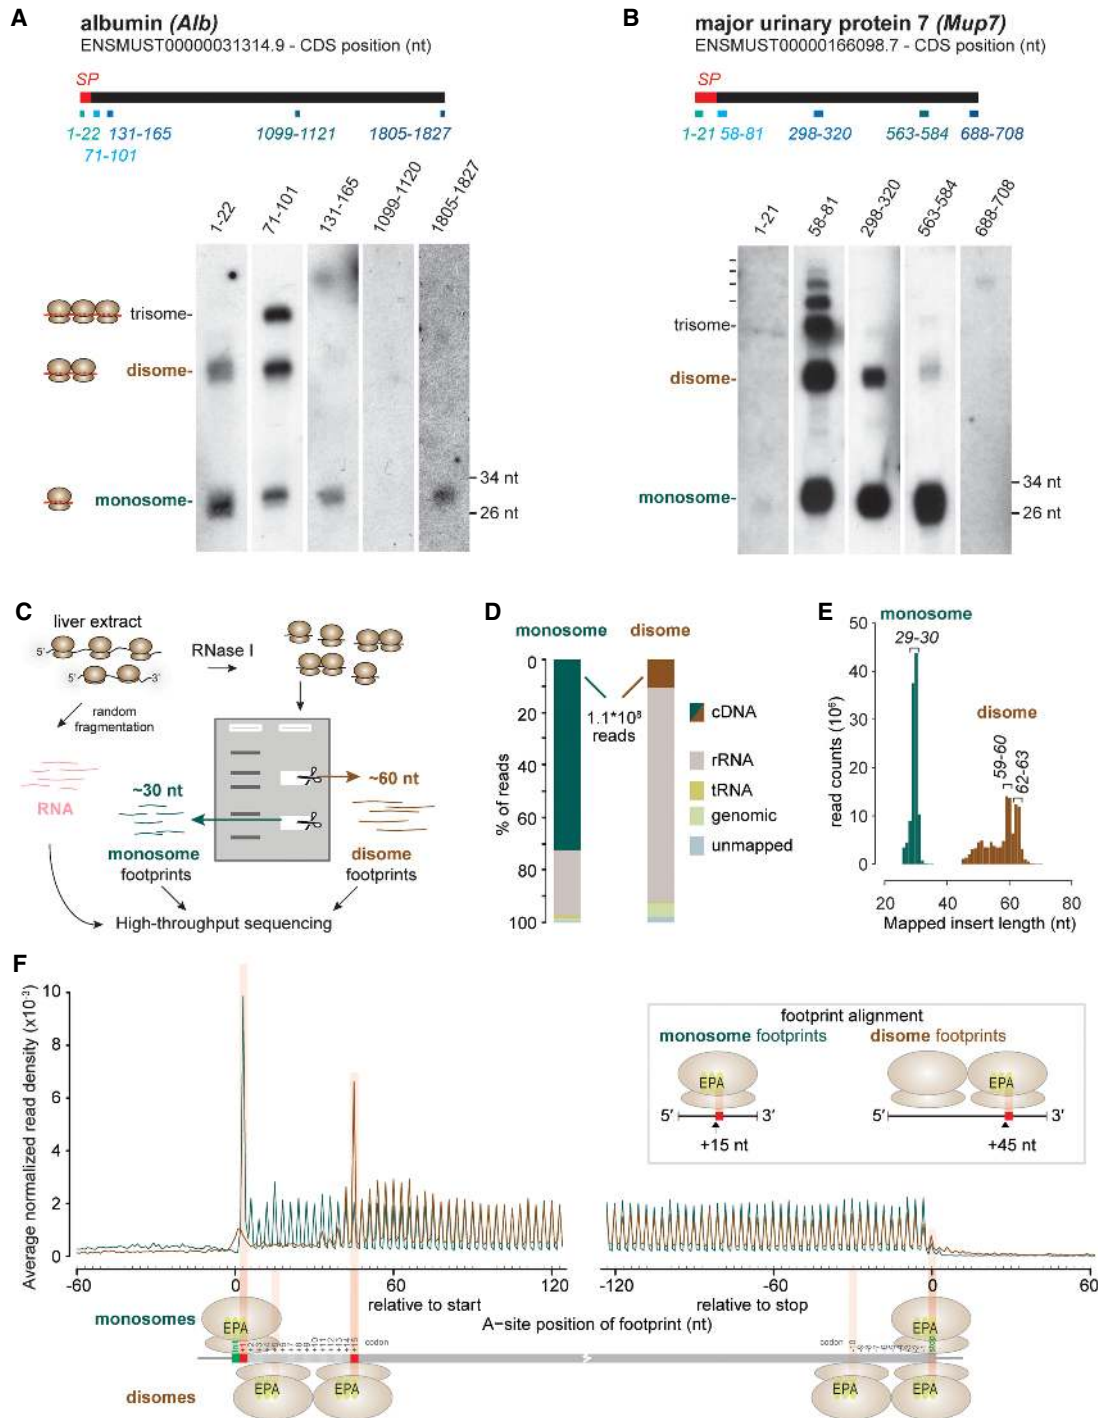 A
albumin (Alb)
ENSMUST00000031314.9 - CDS position (nt)
SP
1-22 131-165 1099-1121 1805-1827
71-101
1-22 71-101 131-165 1099-1120 1805-1827
trisome-
disome-
monosome-
34 nt
26 nt
B
major urinary protein 7 (Mup7)
ENSMUST00000166098.7 - CDS position (nt)
SP
1-21 58-81 298-320 563-584 688-708
1-21 58-81 298-320 563-584 688-708
trisome-
disome-
monosome-
34 nt
26 nt
C
liver extract
5' 
RNase I
5' 3'
random
fragmentation
RNA
~30 nt
~60 nt
monosome
footprints
disome
footprints
High-throughput sequencing
D
monosome disome
0
20
40
60
80
100
% of reads
1.1*10⁸
reads
cDNA
rRNA
tRNA
genomic
unmapped
E
monosome
29-30
disome
59-60
62-63
read counts (10⁶)
50
40
30
20
10
0
20 40 60 80
Mapped insert length (nt)
F
Average normalized read density (x10⁻³)
10
8
6
4
2
0
footprint alignment
monosome footprints disome footprints
EPA EPA
5' 3' 5' 3'
+15 nt +45 nt
-60 0 60 120 -120 -60 0 60
relative to start relative to stop
A-site position of footprint (nt)
monosomes
EPA EPA
codon codon
stop
disomes
EPA EPA EPA EPA